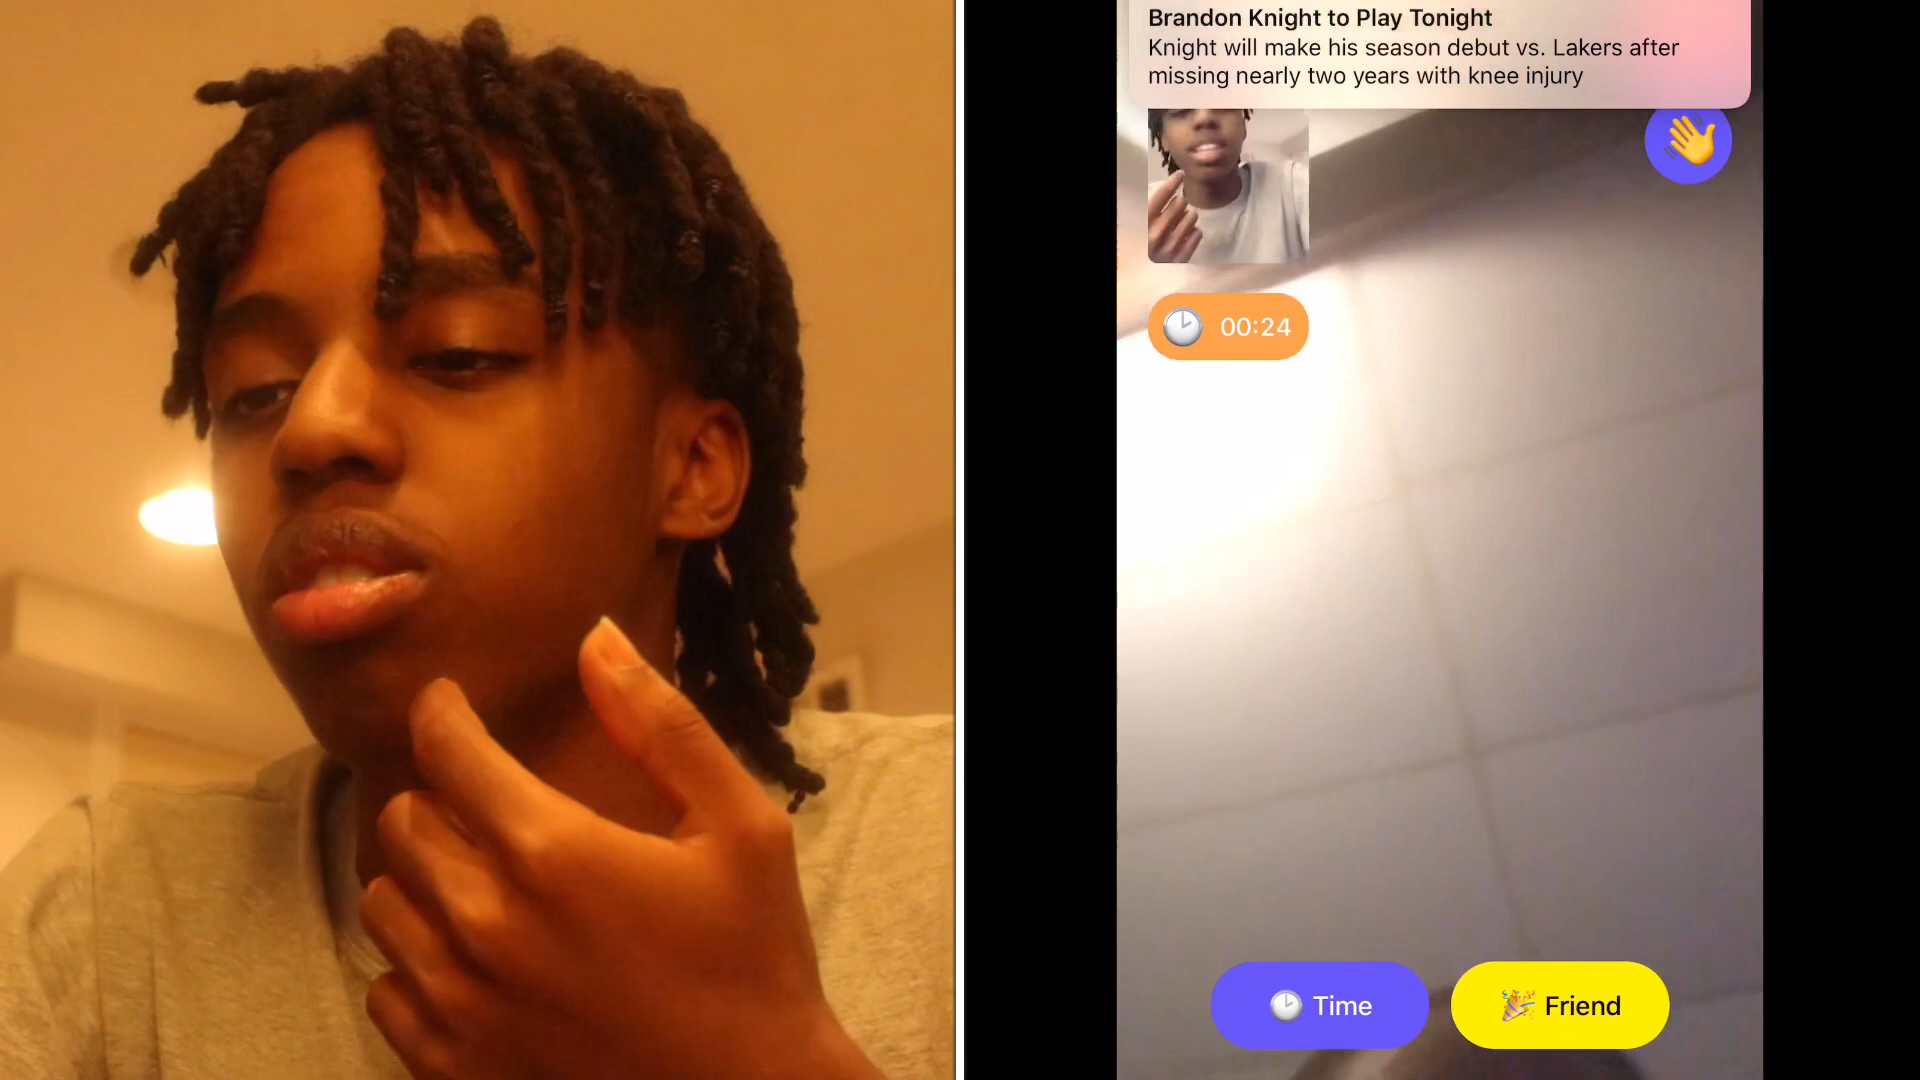 Brandon Knight to Play Tonight
Knight will make his season debut vs. Lakers after
missing nearly two years with knee injury
00:24
Time
Friend